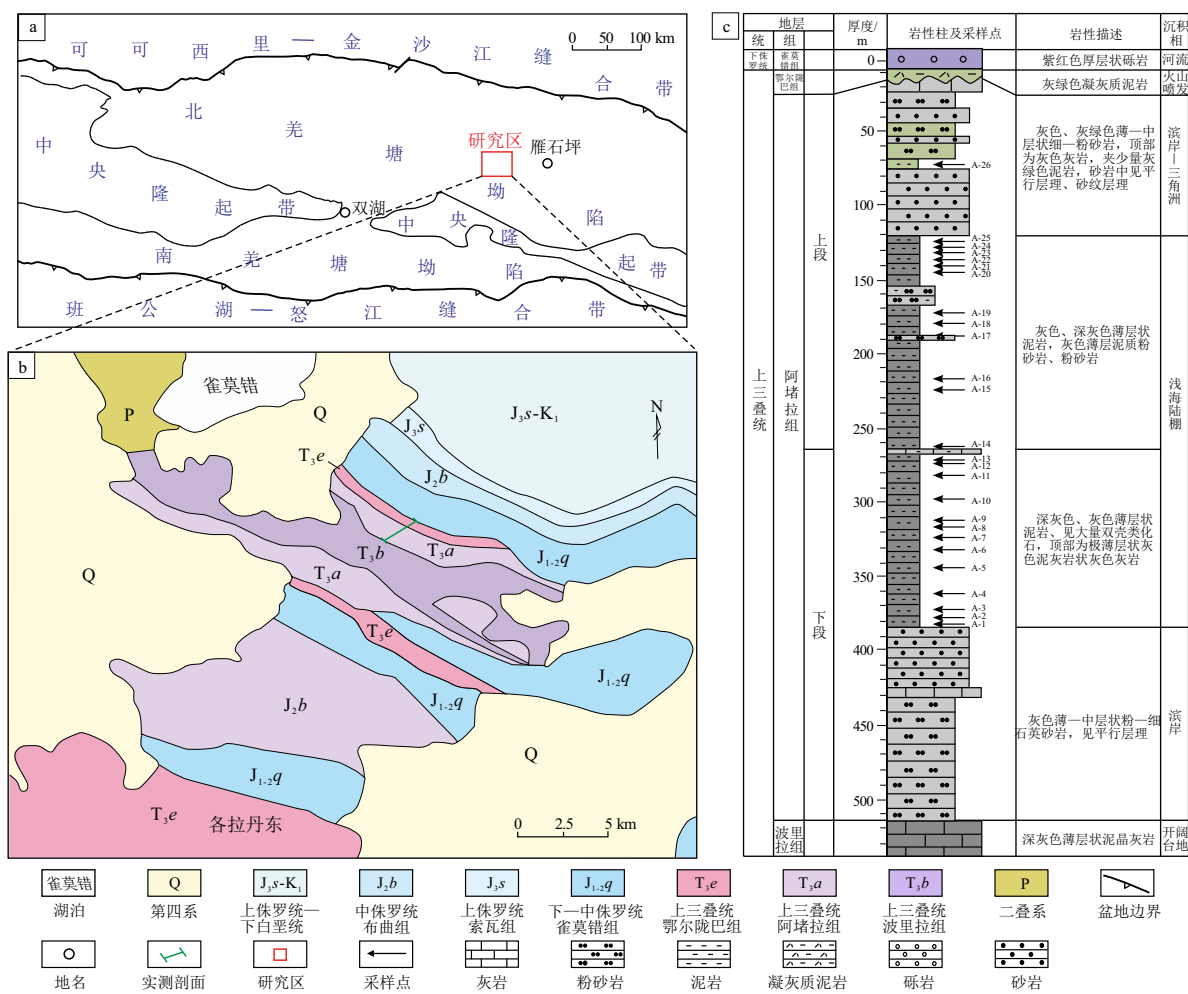 a
可可西里—金沙江缝合带
0 50 100 km
北羌塘坳陷
研究区
雁石坪
中央隆起带
双湖
中央隆起带
南羌塘坳陷
班公湖—怒江缝合带
b
雀莫错
P
Q
J₃s-K₁
N
J₃s
T₃e
J₂b
T₃b
T₃a
J₁₋₂q
Q
T₃a
T₃e
J₁₋₂q
J₂b
J₁₋₂q
Q
J₁₋₂q
T₃e
各拉丹东
0 2.5 5 km
c
地层
统
组
厚度/
m
岩性柱及采样点
岩性描述
沉积
相
下侏
罗统
雀莫
错组
0
紫红色厚层状砾岩
河流
鄂尔陇
巴组
灰绿色凝灰质泥岩
火山
喷发
上三叠统
阿堵拉组
上段
下段
50
100
150
200
250
300
350
400
450
500
A-26
A-25
A-24
A-23
A-22
A-21
A-20
A-19
A-18
A-17
A-16
A-15
A-14
A-13
A-12
A-11
A-10
A-9
A-8
A-7
A-6
A-5
A-4
A-3
A-2
A-1
灰色、灰绿色薄—中
层状细—粉砂岩，顶部
为灰色灰岩，夹少量灰
绿色泥岩，砂岩中见平
行层理、砂纹层理
滨岸—三角洲
灰色、深灰色薄层状
泥岩，灰色薄层泥质粉
砂岩、粉砂岩
浅海陆棚
深灰色、灰色薄层状
泥岩、见大量双壳类化
石，顶部为极薄层状灰
色泥灰岩状灰色灰岩
灰色薄—中层状粉—细
石英砂岩，见平行层理
滨岸
波里
拉组
深灰色薄层状泥晶灰岩
开阔
台地
雀莫错
湖泊
Q
第四系
J₃s-K₁
上侏罗统—
下白垩统
J₂b
中侏罗统
布曲组
J₃s
上侏罗统
索瓦组
J₁₋₂q
下—中侏罗统
雀莫错组
T₃e
上三叠统
鄂尔陇巴组
T₃a
上三叠统
阿堵拉组
T₃b
上三叠统
波里拉组
P
二叠系
盆地边界
地名
实测剖面
研究区
采样点
灰岩
粉砂岩
泥岩
凝灰质泥岩
砾岩
砂岩